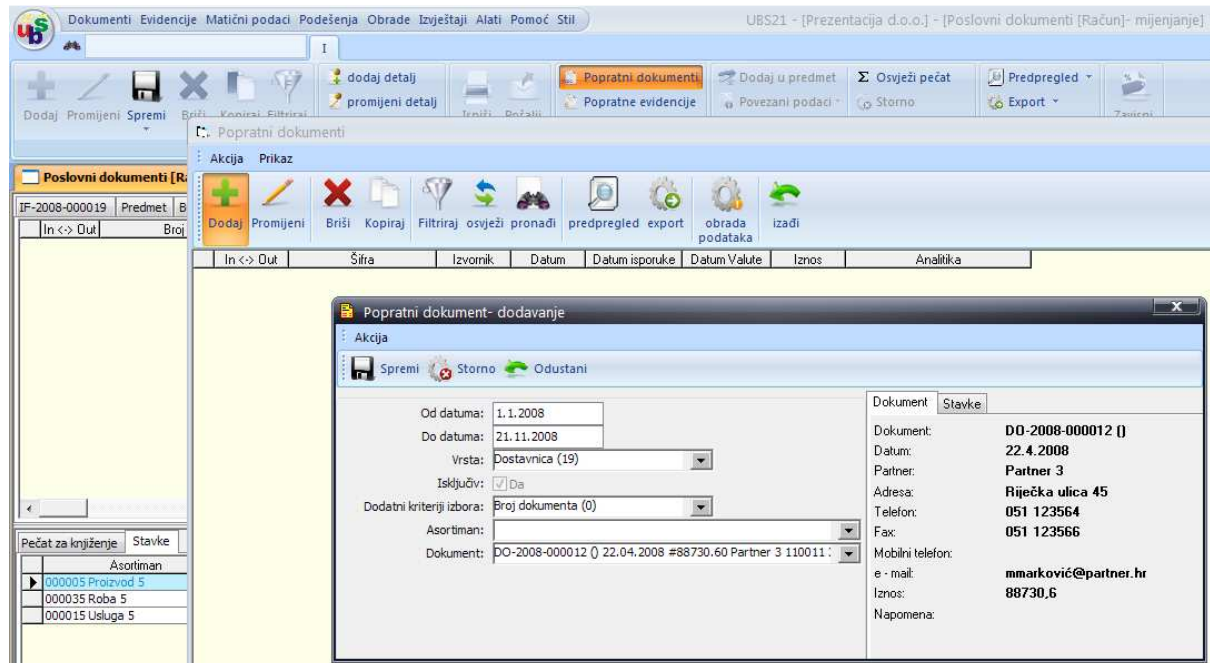 UBS
Dokumenti Evidencije Matični podaci Podešenja Obrade Izvještaji Alati Pomoć Stil
UBS21 - [Prezentacija d.o.o.] - [Poslovni dokumenti [Račun]- mijenjanje]
I
dodaj detalj
Popratni dokumenti
Dodaj u predmet
Σ Osvježi pečat
Predpregled
Dodaj Promijeni Spremi Briši Kopiraj Filtriraj
promijeni detalj
Popratne evidencije
Povezani podaci
Storno
Export
Popratni dokumenti
Akcija Prikaz
Poslovni dokumenti
IF-2008-000019 Predmet
In <-> Out Broj
Dodaj Promijeni Briši Kopiraj Filtriraj osvježi pronađi predpregled export obrada podataka izađi
In <-> Out Šifra Izvornik Datum Datum isporuke Datum Valute Iznos Analitika
Popratni dokument- dodavanje
X
Akcija
Spremi Storno Odustani
Od datuma: 1.1.2008
Do datuma: 21.11.2008
Vrsta: Dostavnica (19)
Isključiv: Da
Dodatni kriteriji izbora: Broj dokumenta (0)
Asortiman:
Dokument: DO-2008-000012 () 22.04.2008 #88730.60 Partner 3 110011
Dokument Stavke
Dokument: DO-2008-000012 ()
Datum: 22.4.2008
Partner: Partner 3
Adresa: Riječka ulica 45
Telefon: 051 123564
Fax: 051 123566
Mobilni telefon:
e - mail: mmarković@partner.hr
Iznos: 88730,6
Napomena:
Pečat za knjiženje Stavke
Asortiman
000005 Proizvod 5
000035 Roba 5
000015 Usluga 5